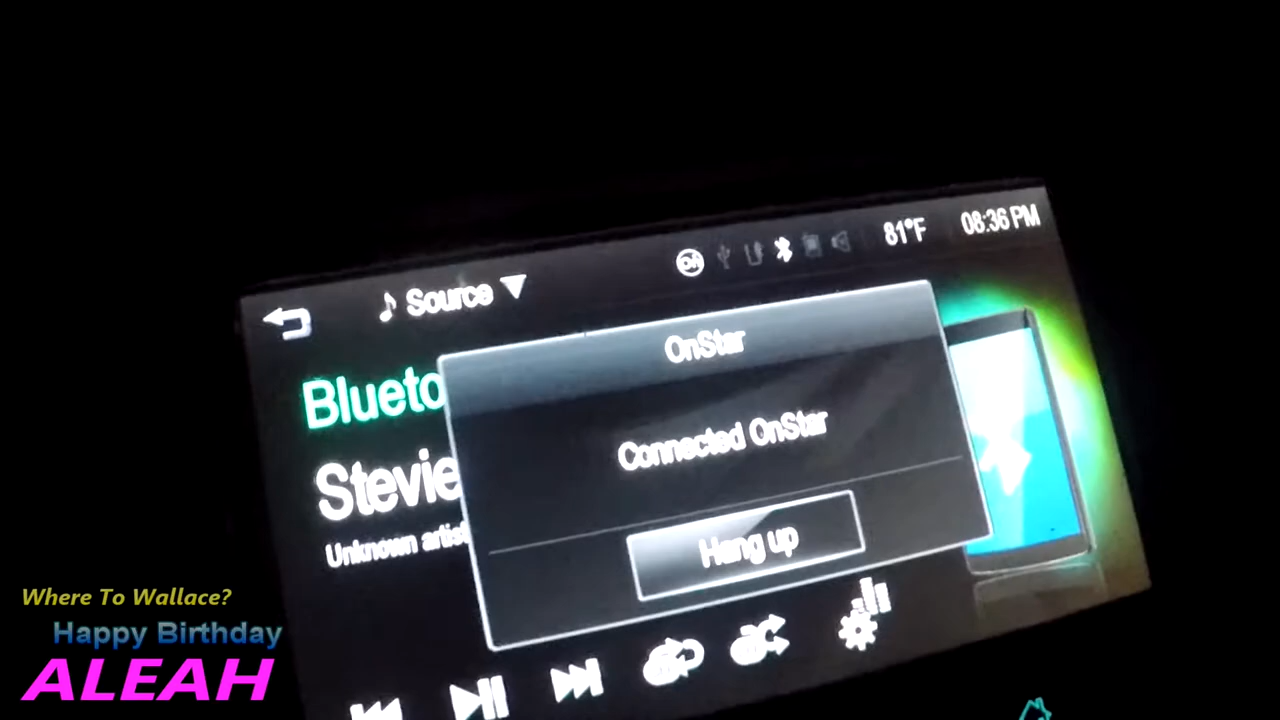 Source
81°F
08:36 PM
OnStar
Blueto
Connected OnStar
Stevie
Unknown artis
Hang up
Where To Wallace?
Happy Birthday
ALEAH